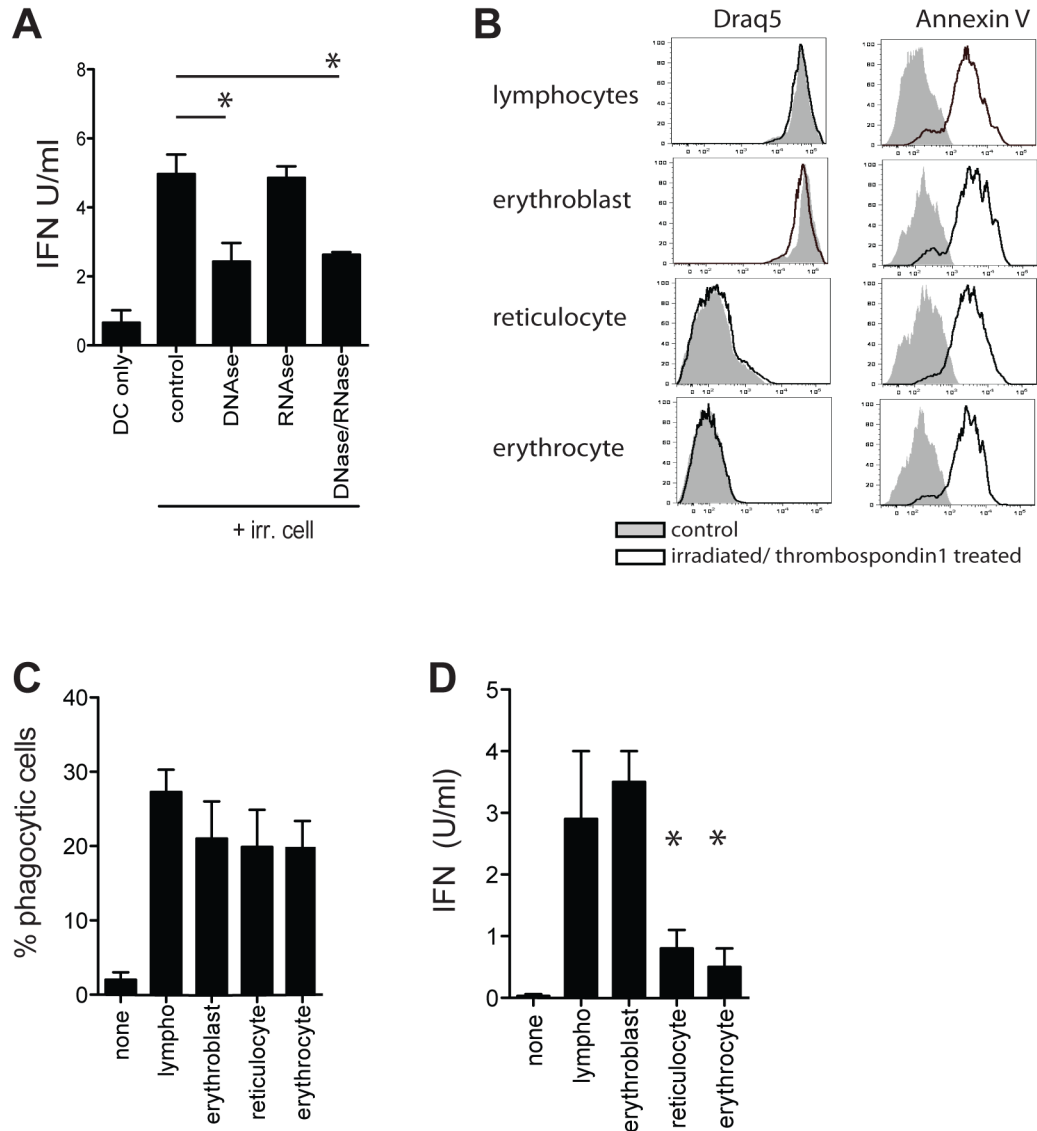 A
IFN U/ml
8
6
4
2
0
*
*
DC only
control
DNAse
RNAse
DNase/RNase
+ irr. cell
B
Draq5
Annexin V
lymphocytes
erythroblast
reticulocyte
erythrocyte
control
irradiated/ thrombospondin1 treated
C
% phagocytic cells
40
30
20
10
0
none
lympho
erythroblast
reticulocyte
erythrocyte
D
IFN (U/ml)
5
4
3
2
1
0
*
*
none
lympho
erythroblast
reticulocyte
erythrocyte